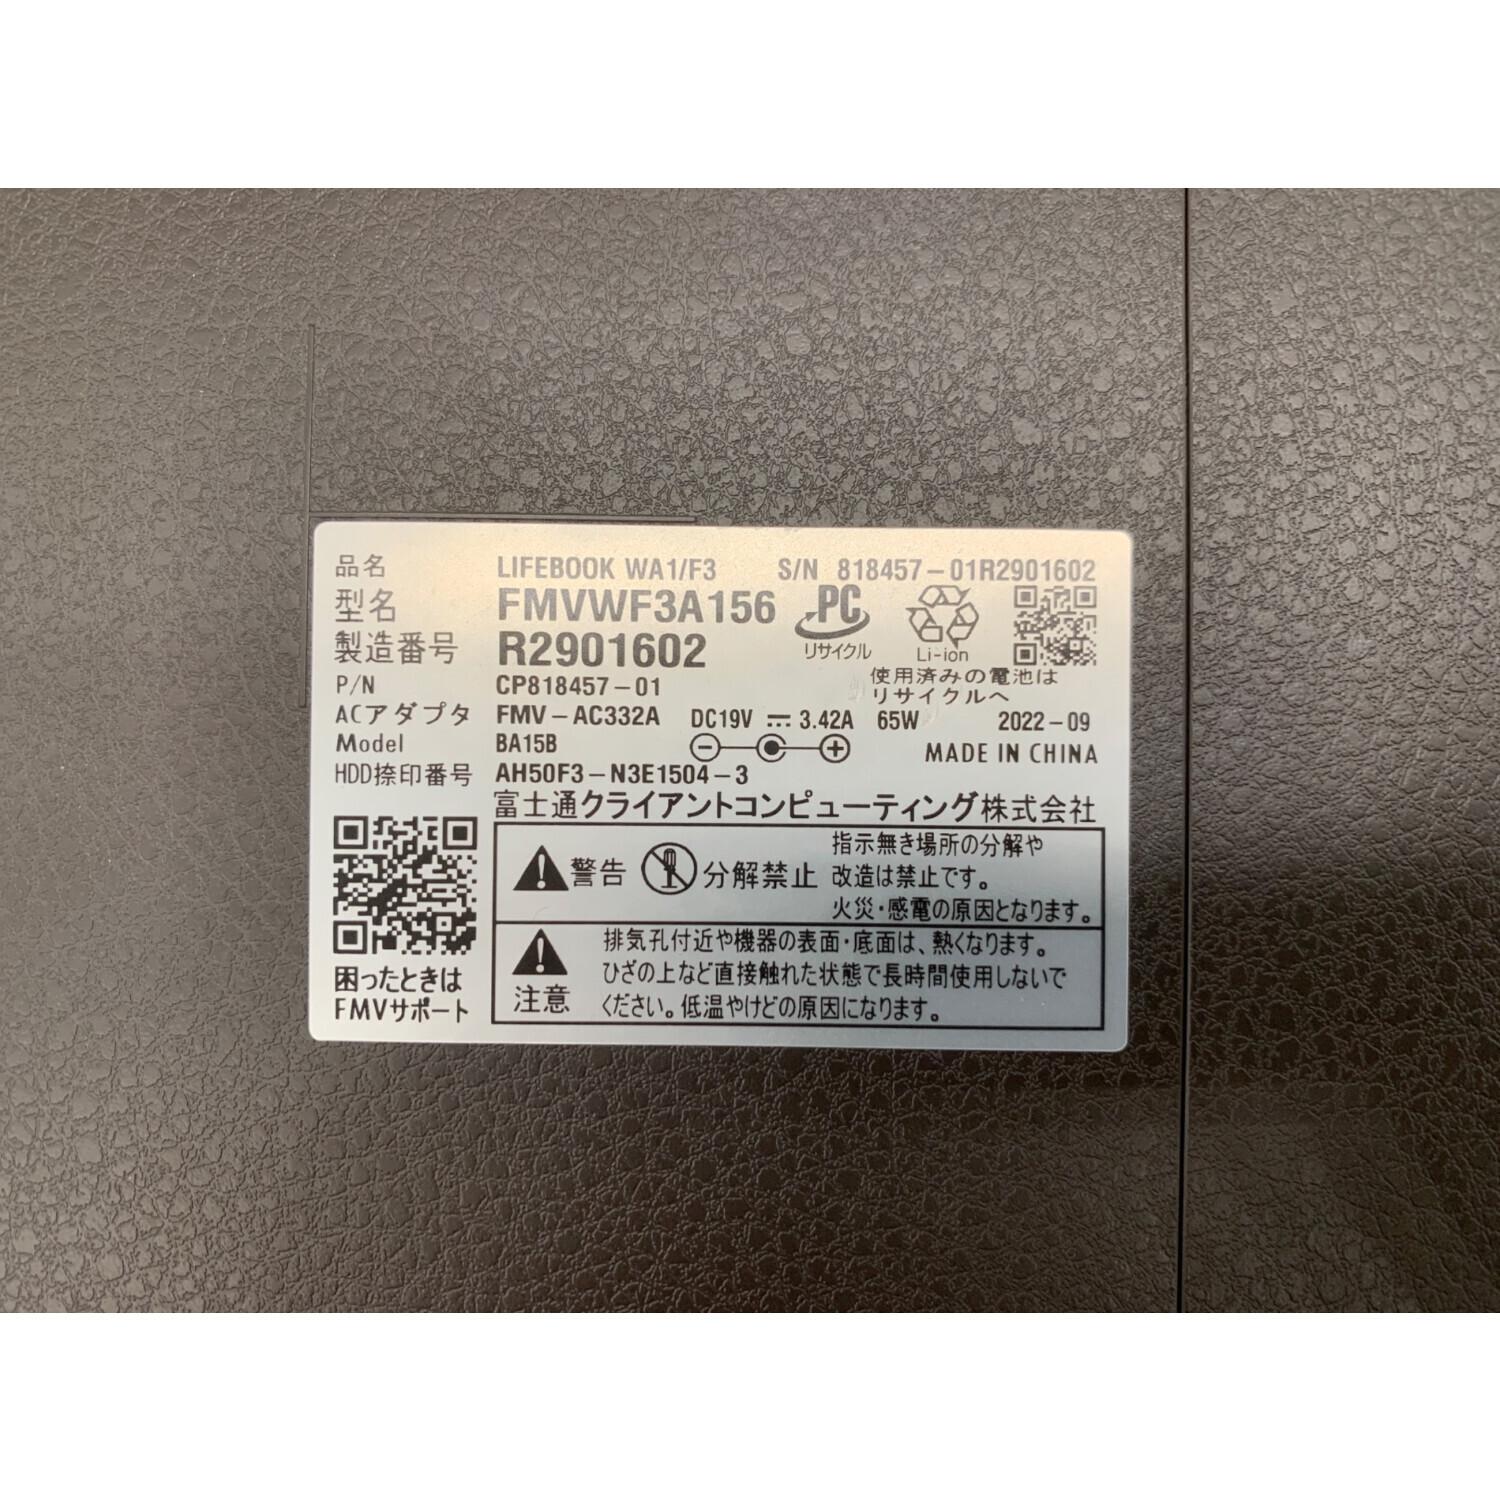 品名 LIFEBOOK WA1/F3 S/N 818457-01R2901602
型名 FMVWF3A156 PC リサイクル Li-ion
製造番号 R2901602
使用済みの電池は
リサイクルへ
P/N CP818457-01
ACアダプタ FMV-AC332A DC19V 3.42A 65W 2022-09
Model BA15B MADE IN CHINA
HDD捺印番号 AH50F3-N3E1504-3
富士通クライアントコンピューティング株式会社
警告 分解禁止
指示無き場所の分解や
改造は禁止です。
火災・感電の原因となります。
注意
排気孔付近や機器の表面・底面は、熱くなります。
ひざの上など直接触れた状態で長時間使用しないで
ください。低温やけどの原因になります。
困ったときは
FMVサポート